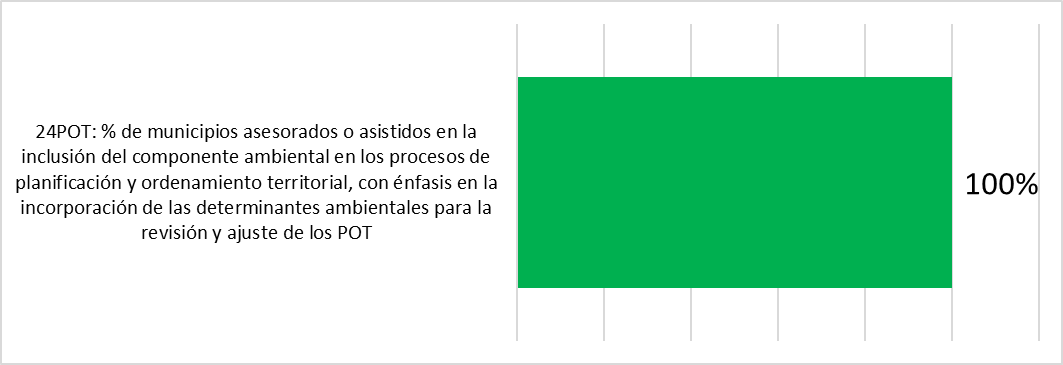 24POT: % de municipios asesorados o asistidos en la
inclusión del componente ambiental en los procesos de
planificación y ordenamiento territorial, con énfasis en la
incorporación de las determinantes ambientales para la
revisión y ajuste de los POT
100%